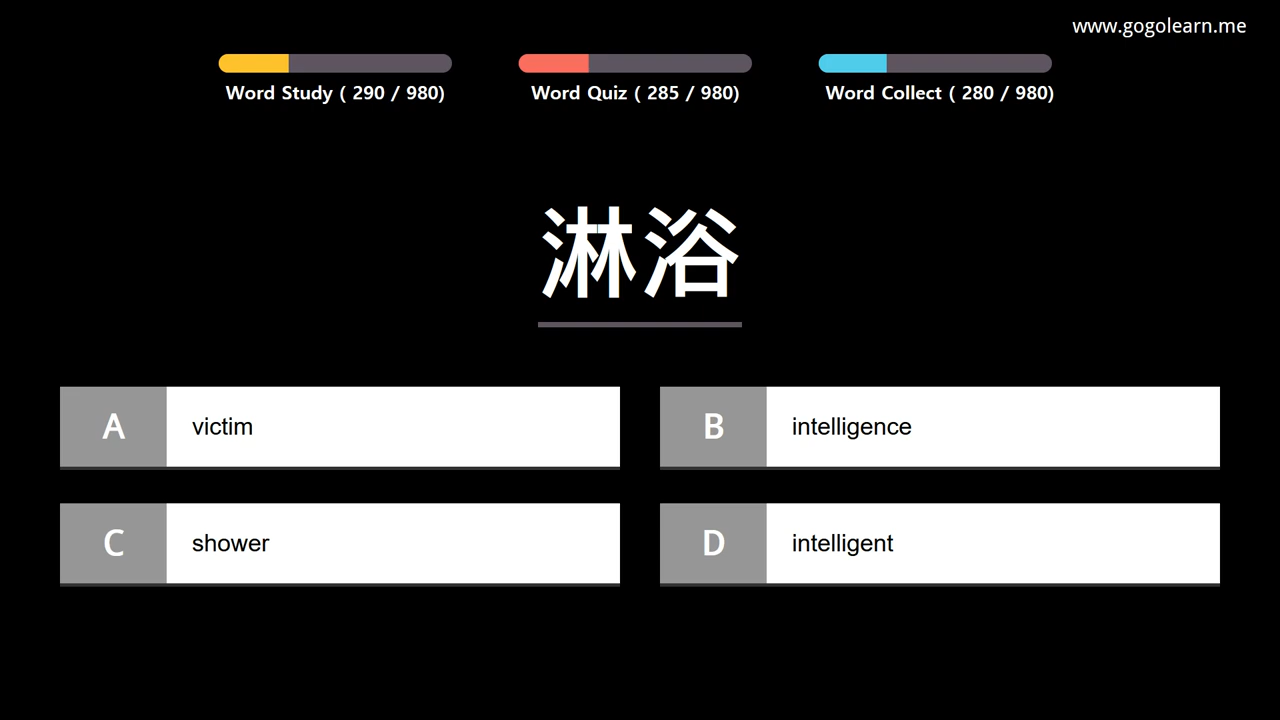 www.gogolearn.me
Word Study ( 290 / 980)
Word Quiz ( 285 / 980)
Word Collect ( 280 / 980)
淋浴
A victim
B intelligence
C shower
D intelligent